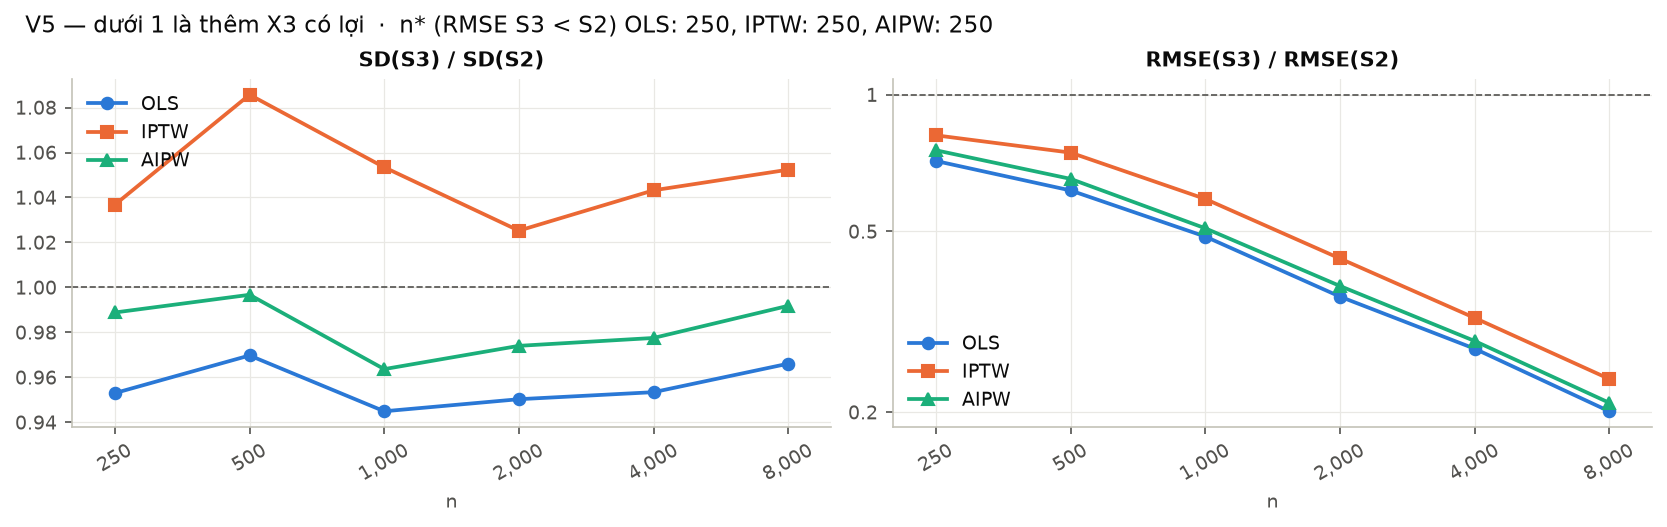 V5 — dưới 1 là thêm X3 có lợi · n* (RMSE S3 < S2) OLS: 250, IPTW: 250, AIPW: 250
SD(S3) / SD(S2)
1.08
1.06
1.04
1.02
1.00
0.98
0.96
0.94
OLS
IPTW
AIPW
250
500
1,000
2,000
4,000
8,000
n
RMSE(S3) / RMSE(S2)
1
0.5
0.2
OLS
IPTW
AIPW
250
500
1,000
2,000
4,000
8,000
n